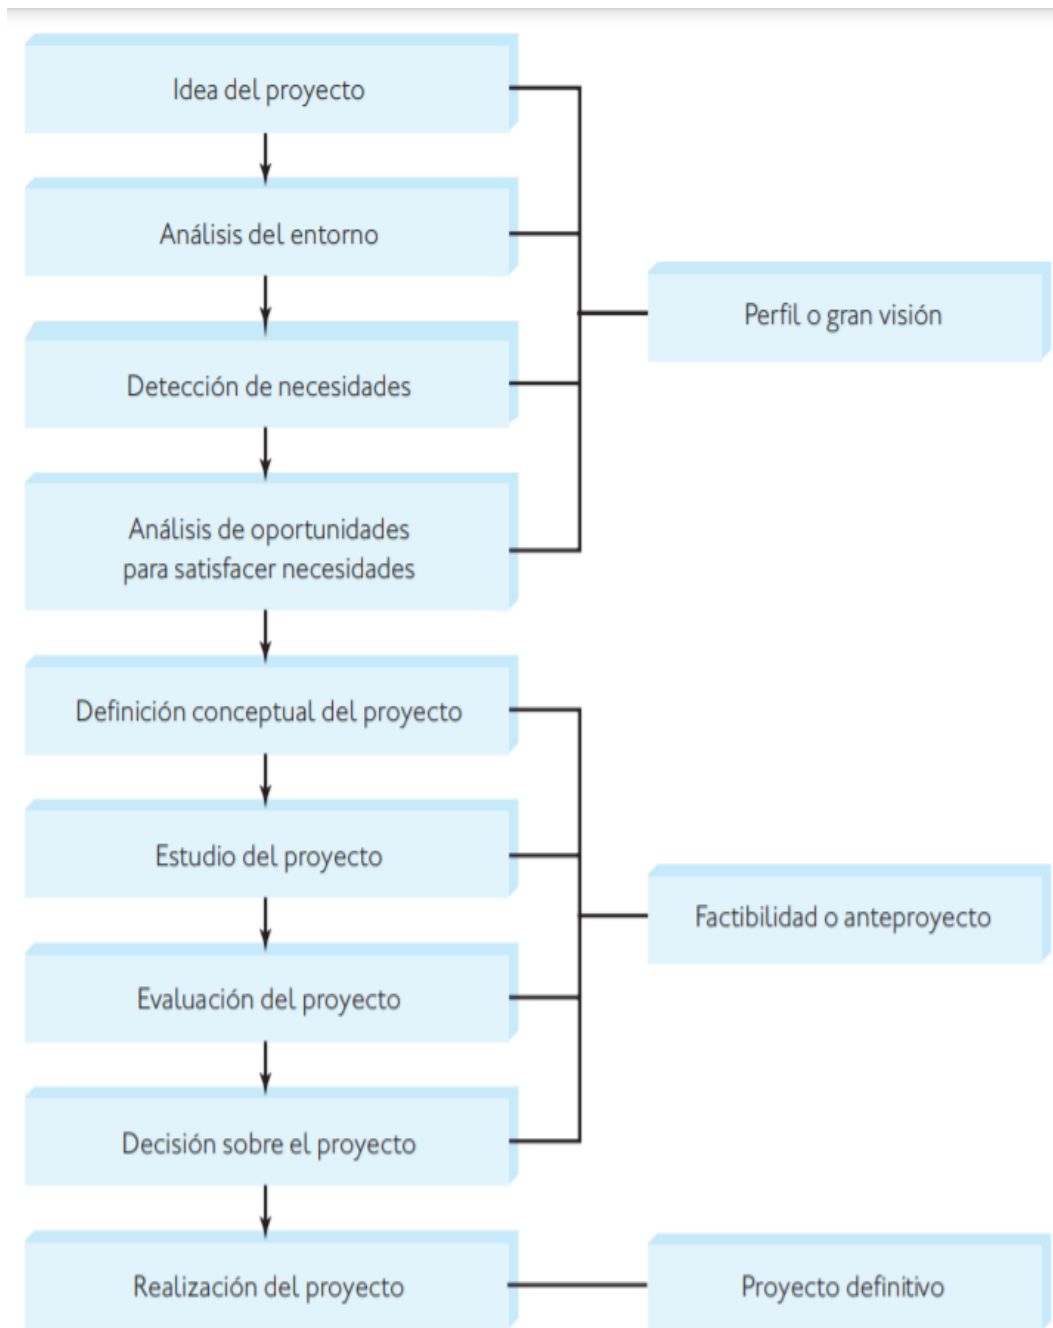 Idea del proyecto
Análisis del entorno
Perfil o gran visión
Detección de necesidades
Análisis de oportunidades
para satisfacer necesidades
Definición conceptual del proyecto
Estudio del proyecto
Factibilidad o anteproyecto
Evaluación del proyecto
Decisión sobre el proyecto
Realización del proyecto
Proyecto definitivo